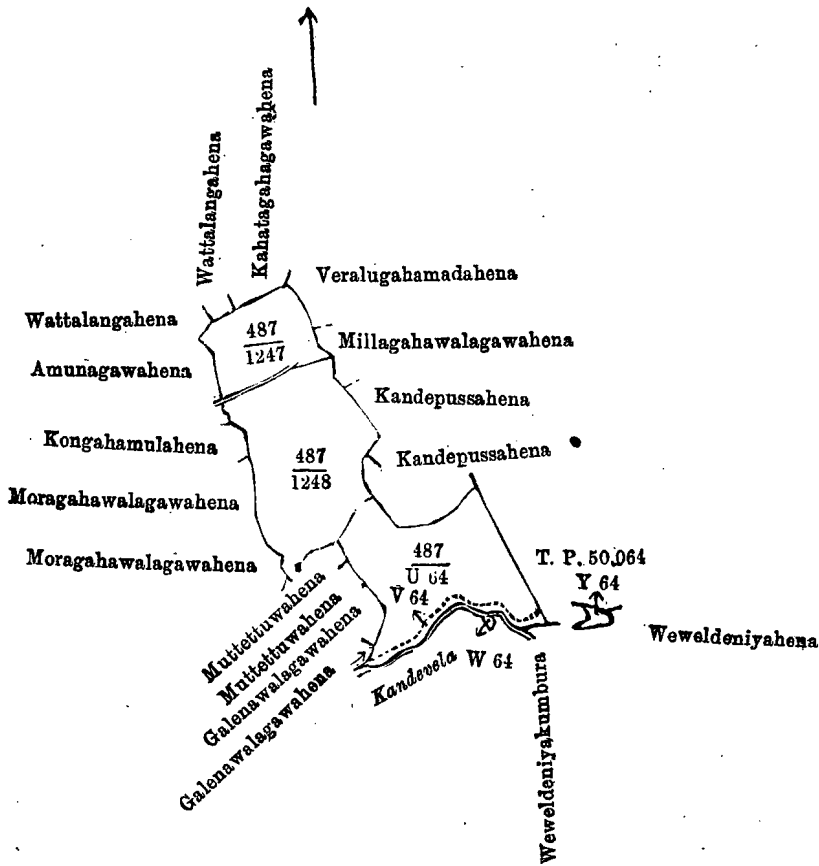 Wattalangahena
Kahatagahagawahena
Veralugahamadahena
Wattalangahena
487
1247
Millagahawalagawahena
Amunagawahena
Kandepussahena
Kongahamulahena
Kandepussahena
487
1248
Moragahawalagawahena
Moragahawalagawahena
487
U 64
T. P. 50,064
Y 64
V 64
Muttettuwahena
Muttettuwahena
Galenawalagawahena
Galenawalagawahena
Kandevela
W 64
Weweldeniyahena
Weweldeniyakumbura